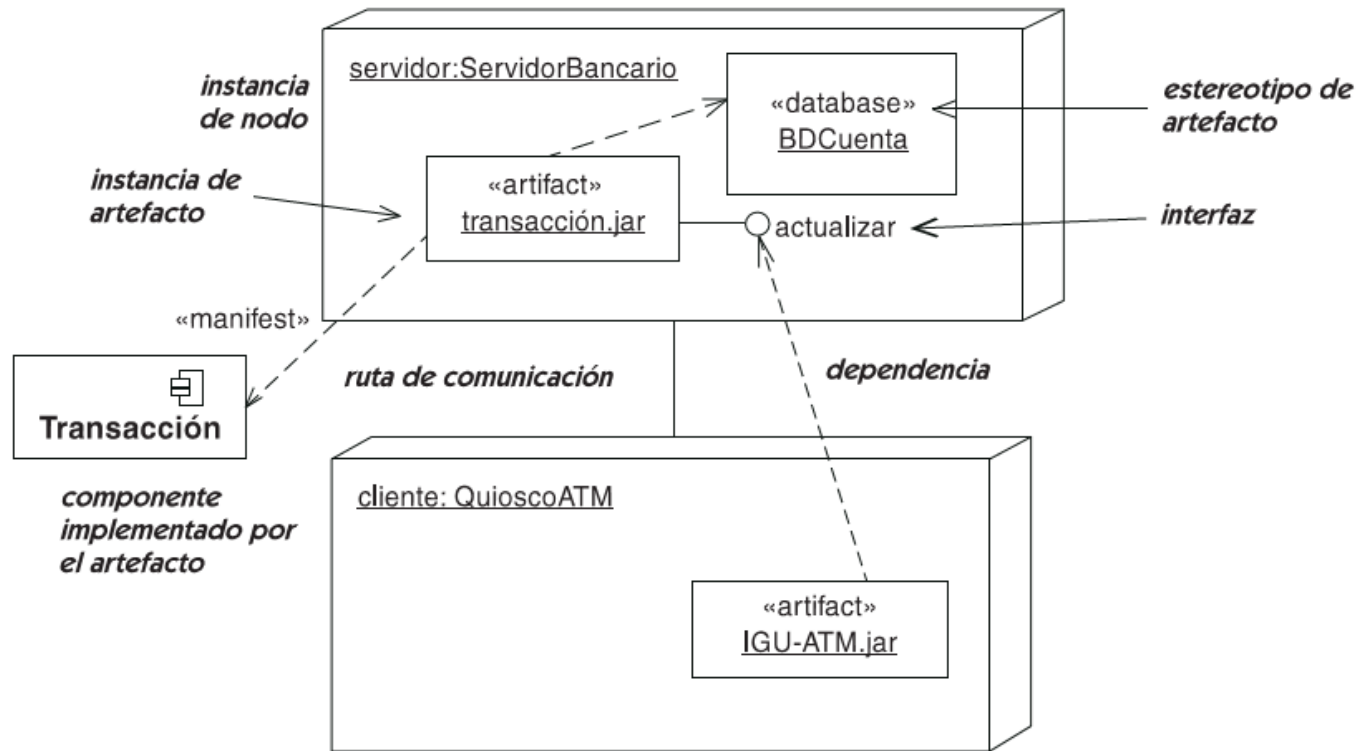 servidor:ServidorBancario
instancia
de nodo
«database»
BDCuenta
estereotipo de
artefacto
instancia de
artefacto
«artifact»
transacción.jar
actualizar
interfaz
«manifest»
Transacción
ruta de comunicación
dependencia
componente
implementado por
el artefacto
cliente: QuioscoATM
«artifact»
IGU-ATM.jar